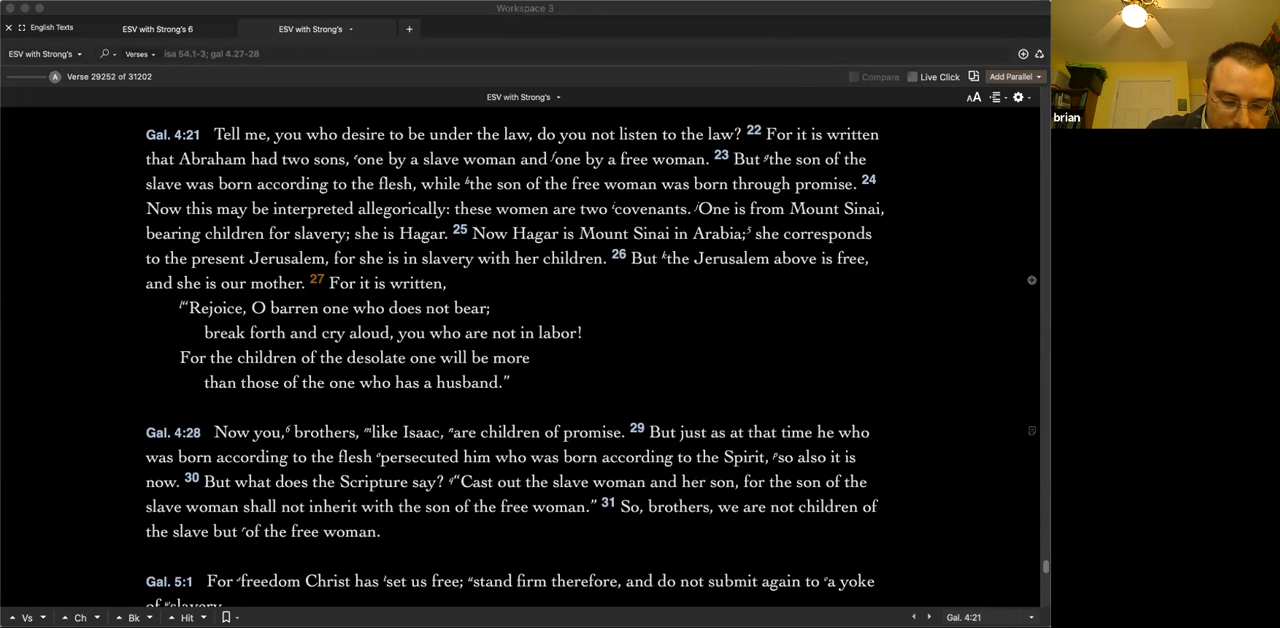 Workspace 3
English Texts
ESV with Strong's 6
ESV with Strong's
ESV with Strong's
Verses
isa 54.1-3; gal 4.27-28
A
Verse 29252 of 31202
Compare
Live Click
Add Parallel
ESV with Strong's
AA
Gal. 4:21 Tell me, you who desire to be under the law, do you not listen to the law? 22 For it is written
that Abraham had two sons, e one by a slave woman and f one by a free woman. 23 But g the son of the
slave was born according to the flesh, while h the son of the free woman was born through promise. 24
Now this may be interpreted allegorically: these women are two i covenants. j One is from Mount Sinai,
bearing children for slavery; she is Hagar. 25 Now Hagar is Mount Sinai in Arabia; 5 she corresponds
to the present Jerusalem, for she is in slavery with her children. 26 But k the Jerusalem above is free,
and she is our mother. 27 For it is written,
l “Rejoice, O barren one who does not bear;
break forth and cry aloud, you who are not in labor!
For the children of the desolate one will be more
than those of the one who has a husband.”
Gal. 4:28 Now you, 6 brothers, m like Isaac, n are children of promise. 29 But just as at that time he who
was born according to the flesh o persecuted him who was born according to the Spirit, p so also it is
now. 30 But what does the Scripture say? q “Cast out the slave woman and her son, for the son of the
slave woman shall not inherit with the son of the free woman.” 31 So, brothers, we are not children of
the slave but r of the free woman.
Gal. 5:1 For s freedom Christ has t set us free; u stand firm therefore, and do not submit again to v a yoke
of w slavery
Vs
Ch
Bk
Hit
Gal. 4:21
brian